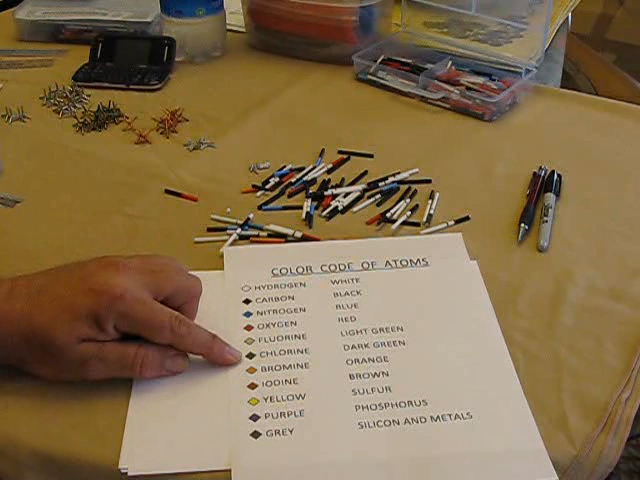 COLOR CODE OF ATOMS
HYDROGEN WHITE
CARBON BLACK
NITROGEN BLUE
OXYGEN RED
FLUORINE LIGHT GREEN
CHLORINE DARK GREEN
BROMINE ORANGE
IODINE BROWN
YELLOW SULFUR
PURPLE PHOSPHORUS
GREY SILICON AND METALS